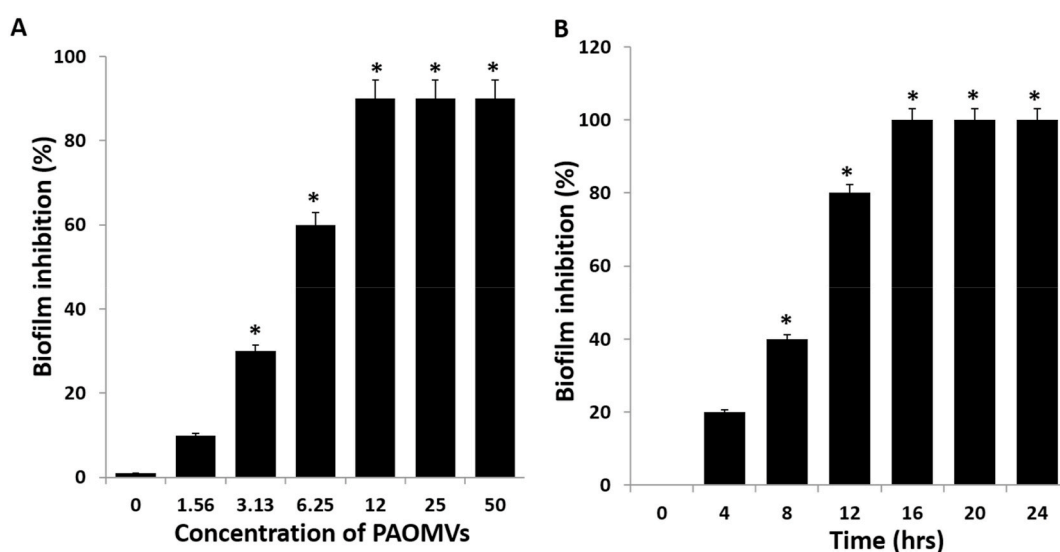 A
Biofilm inhibition (%)
100
80
60
40
20
0
* * * * *
0 1.56 3.13 6.25 12 25 50
Concentration of PAOMVs
B
Biofilm inhibition (%)
120
100
80
60
40
20
0
* * * * *
0 4 8 12 16 20 24
Time (hrs)